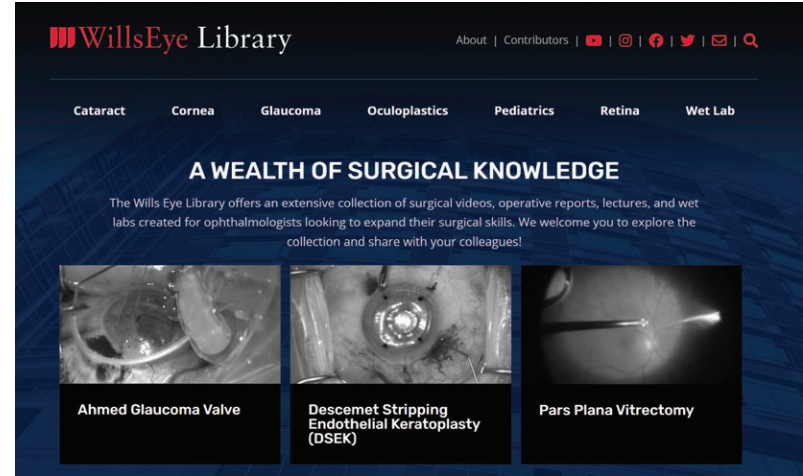 WillsEye Library
About | Contributors |
Cataract Cornea Glaucoma Oculoplastics Pediatrics Retina Wet Lab
A WEALTH OF SURGICAL KNOWLEDGE
The Wills Eye Library offers an extensive collection of surgical videos, operative reports, lectures, and wet
labs created for ophthalmologists looking to expand their surgical skills. We welcome you to explore the
collection and share with your colleagues!
Ahmed Glaucoma Valve
Descemet Stripping
Endothelial Keratoplasty
(DSEK)
Pars Plana Vitrectomy